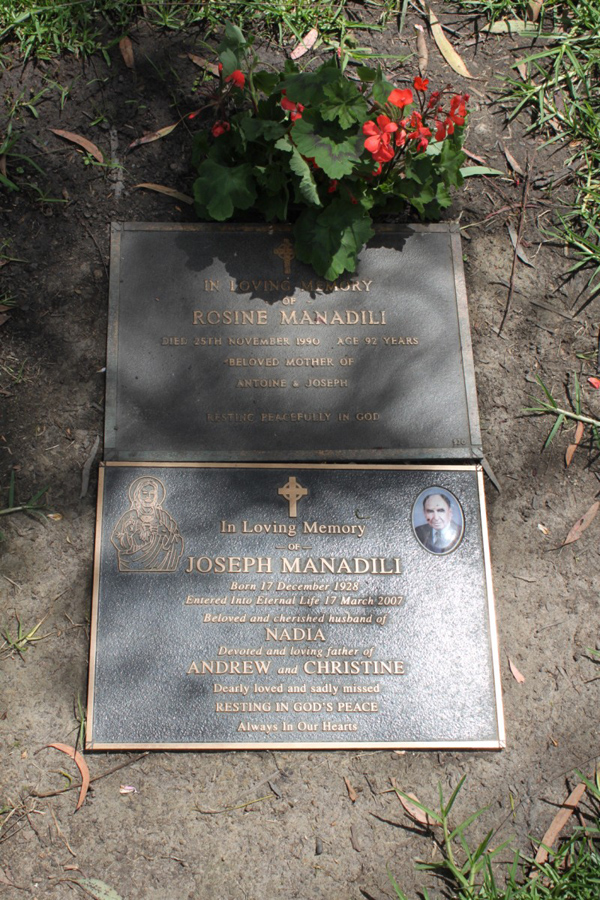 IN LOVING MEMORY
OF
ROSINE MANADILI
DIED 25TH NOVEMBER 1990 AGE 92 YEARS
BELOVED MOTHER OF
ANTOINE & JOSEPH
RESTING PEACEFULLY IN GOD
In Loving Memory
OF
JOSEPH MANADILI
Born 17 December 1928
Entered Into Eternal Life 17 March 2007
Beloved and cherished husband of
NADIA
Devoted and loving father of
ANDREW and CHRISTINE
Dearly loved and sadly missed
RESTING IN GOD'S PEACE
Always In Our Hearts